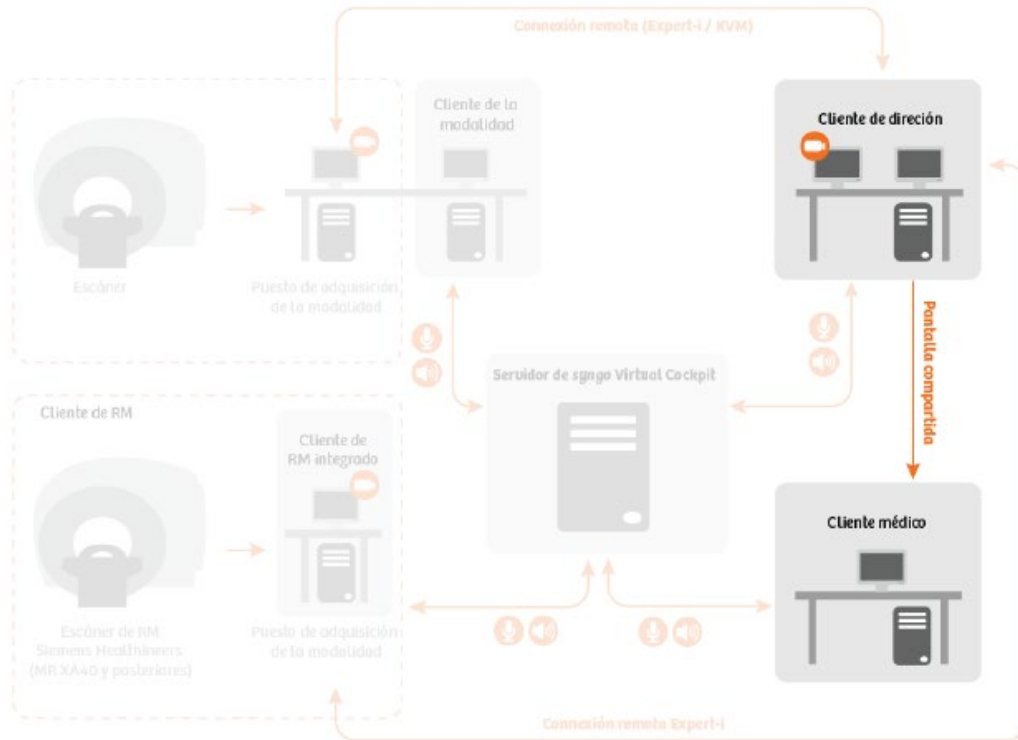 Connexión remota (Expert-i / KVM)
Cliente de la
modalidad
Cliente de direción
Escáner
Puesto de adquisición
de la modalidad
Pantalla compartida
Servidor de syngo Virtual Cockpit
Cliente de RM
Cliente de
RM integrado
Cliente médico
Escáner de RM
Siemens Healthineers
(MR XA40 y posteriores)
Puesto de adquisición
de la modalidad
Connexión remota Expert-i